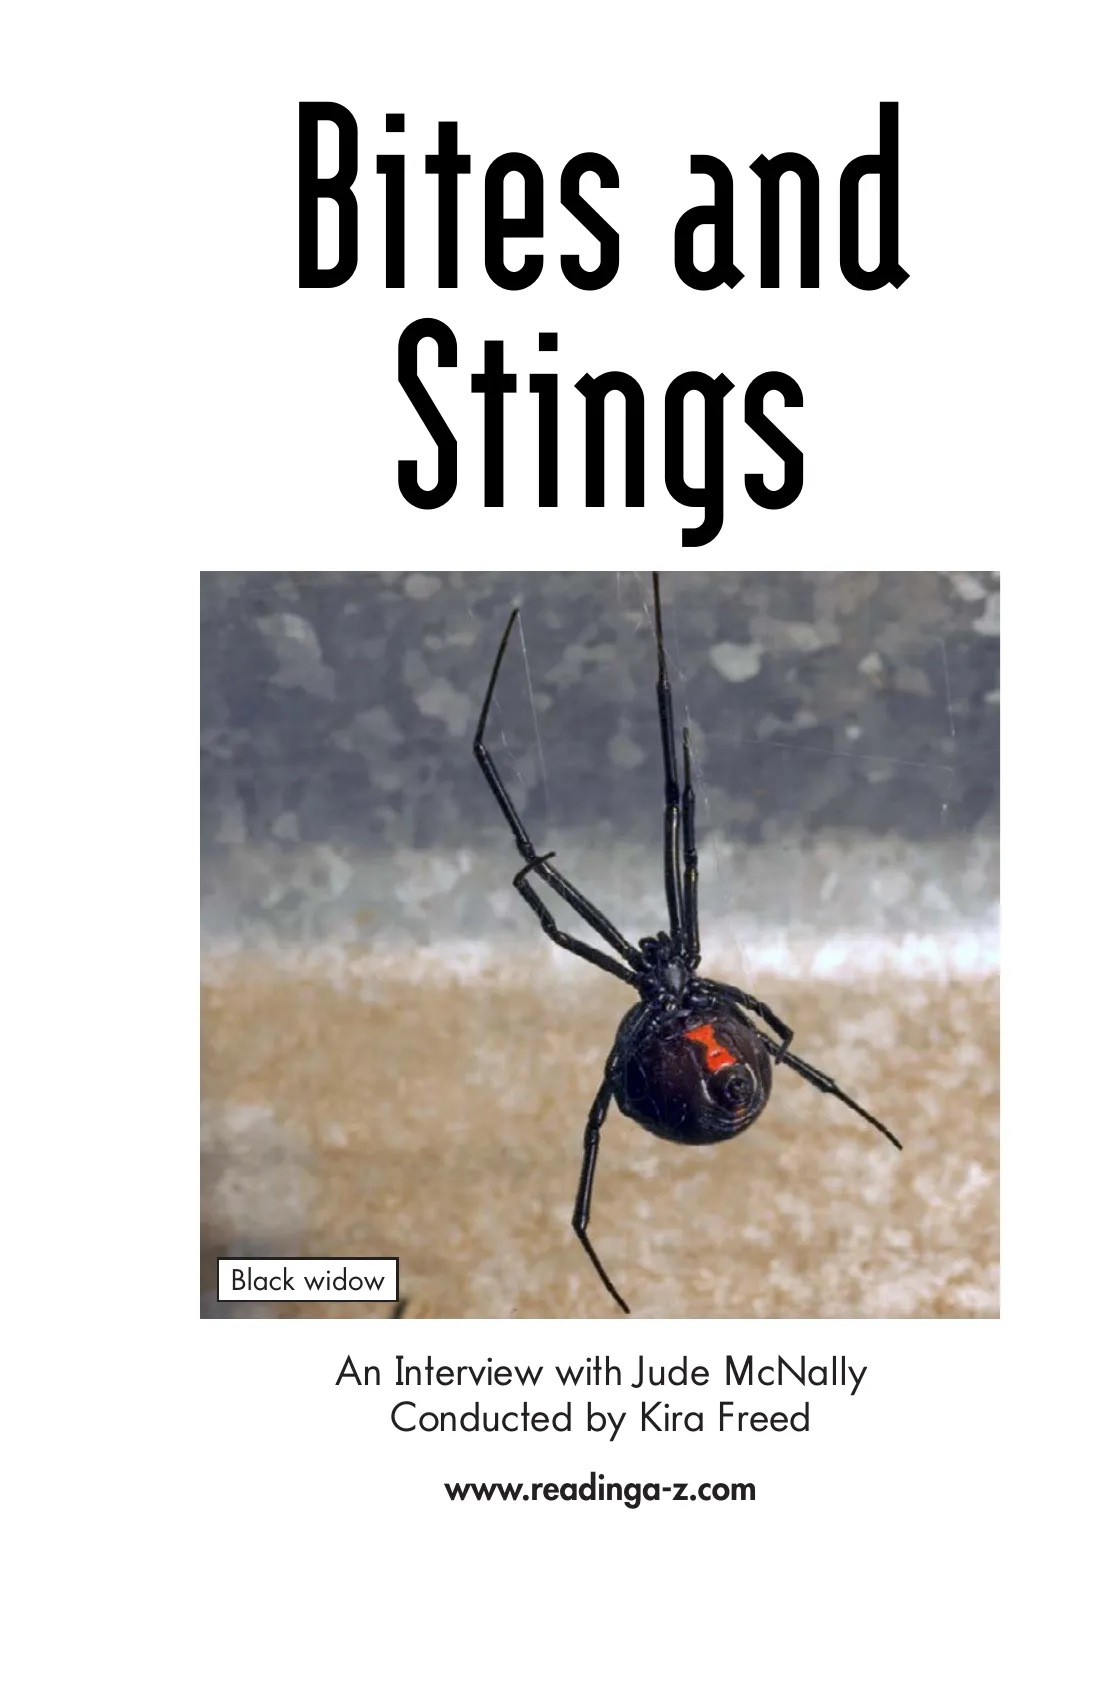 Bites and
Stings
Black widow
An Interview with Jude McNally
Conducted by Kira Freed
www.readinga-z.com